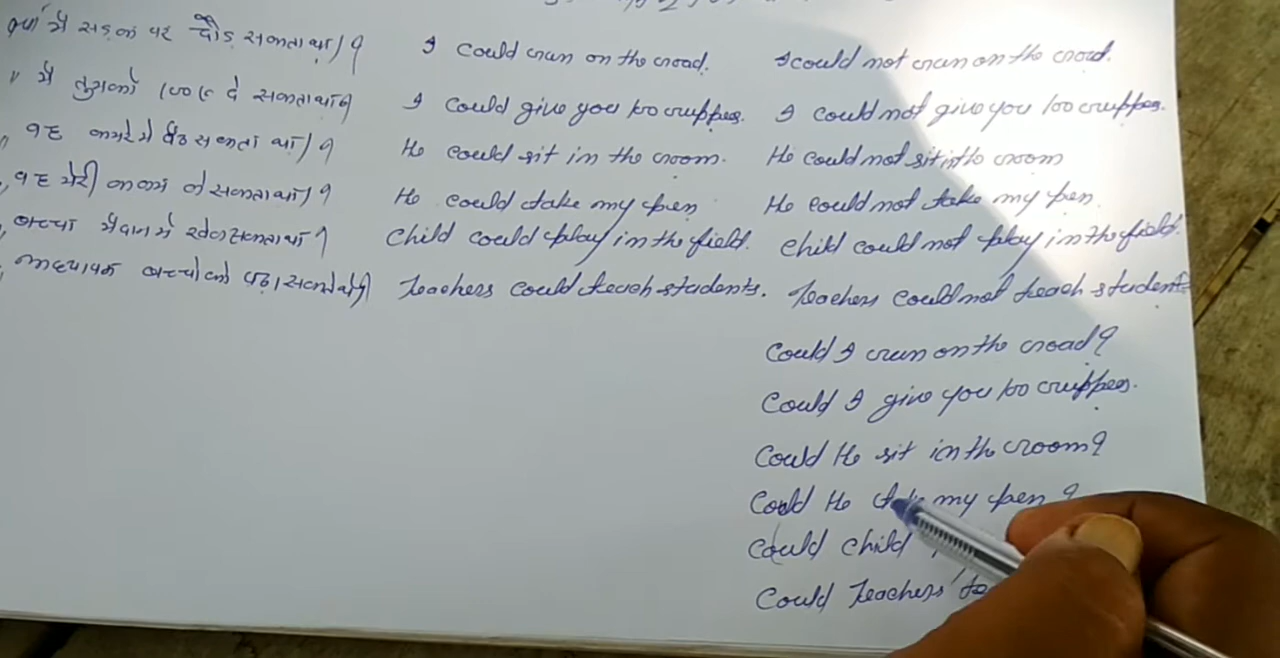 क्या मैं सड़क पर दौड़ सकता था/? I could run on the road. I could not run on the road.
" मैं तुमको 100 ₹ दे सकता था? I could give you 100 ruppes. I could not give you 100 ruppes.
" वह कमरे में बैठ सकता था/? He could sit in the room. He could not sit in the room
वह मेरी कलम ले सकता था/? He could take my pen He could not take my pen.
बच्चा मैदान में खेल सकता था? Child could play in the field. Child could not play in the field.
अध्यापक बच्चों को पढ़ा सकते थे? Teachers could teach students. Teachers could not teach student
Could I run on the road?
Could I give you 100 ruppes.
Could He sit in the room?
Could He take my pen?
Could child
Could Teachers